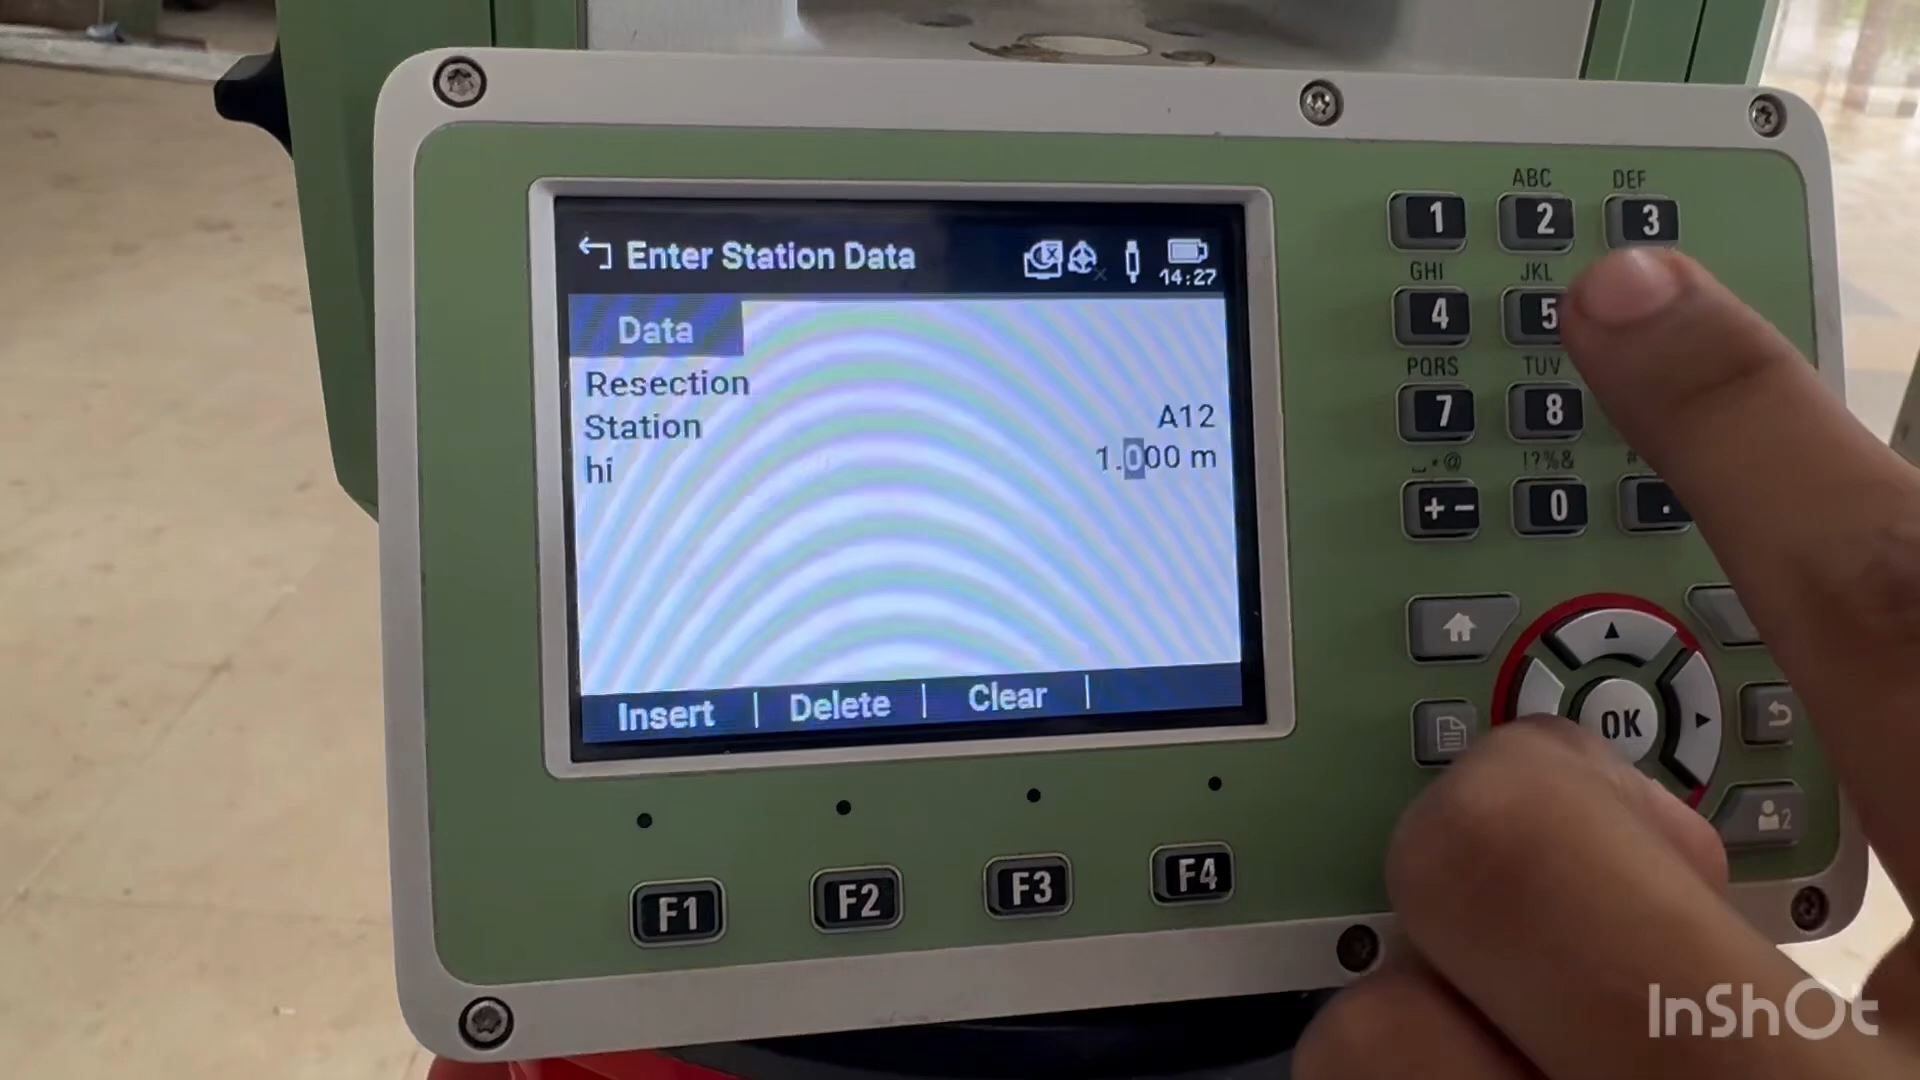 Enter Station Data
14:27
Data
Resection
Station A12
hi 1.000 m
Insert | Delete | Clear |
F1 F2 F3 F4
ABC DEF
1 2 3
GHI JKL
4 5
PQRS TUV
7 8
!?%&
+ - 0 .
OK
2
InShOt